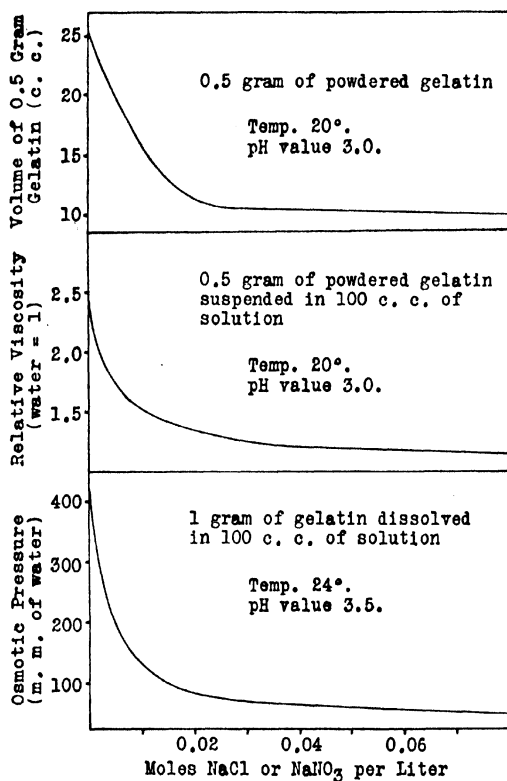 Volume of 0.5 Gram
Gelatin (c. c.)
25
20
15
10
0.5 gram of powdered gelatin
Temp. 20°.
pH value 3.0.
Relative Viscosity
(water = 1)
2.5
2.0
1.5
0.5 gram of powdered gelatin
suspended in 100 c. c. of
solution
Temp. 20°.
pH value 3.0.
Osmotic Pressure
(m. m. of water)
400
300
200
100
1 gram of gelatin dissolved
in 100 c. c. of solution
Temp. 24°.
pH value 3.5.
0.02 0.04 0.06
Moles NaCl or NaNO₃ per Liter